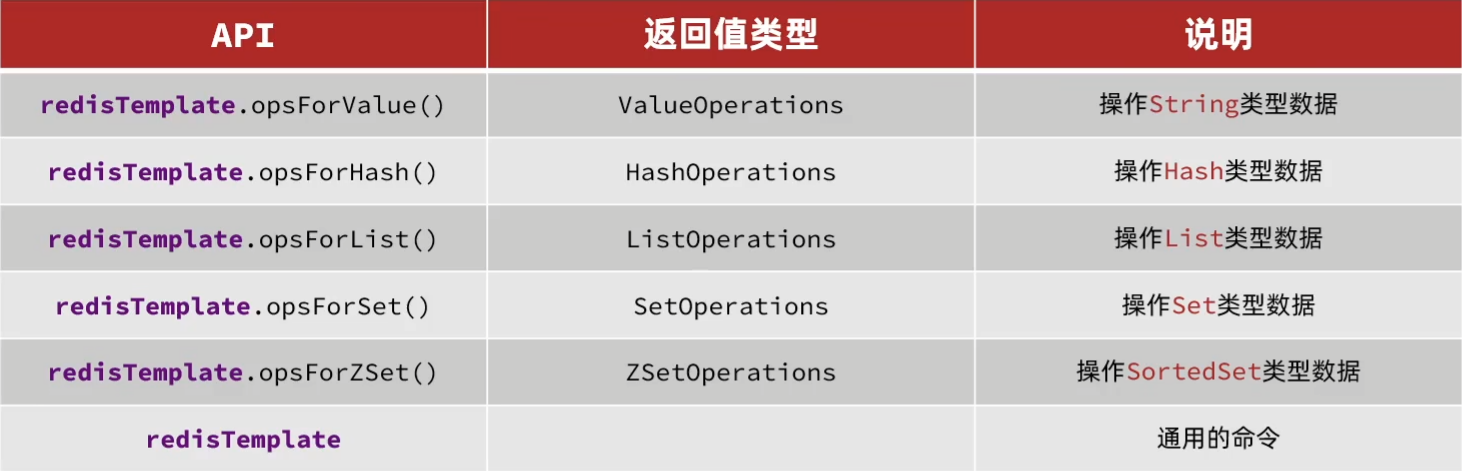 API 返回值类型 说明
redisTemplate.opsForValue() ValueOperations 操作String类型数据
redisTemplate.opsForHash() HashOperations 操作Hash类型数据
redisTemplate.opsForList() ListOperations 操作List类型数据
redisTemplate.opsForSet() SetOperations 操作Set类型数据
redisTemplate.opsForZSet() ZSetOperations 操作SortedSet类型数据
redisTemplate 通用的命令